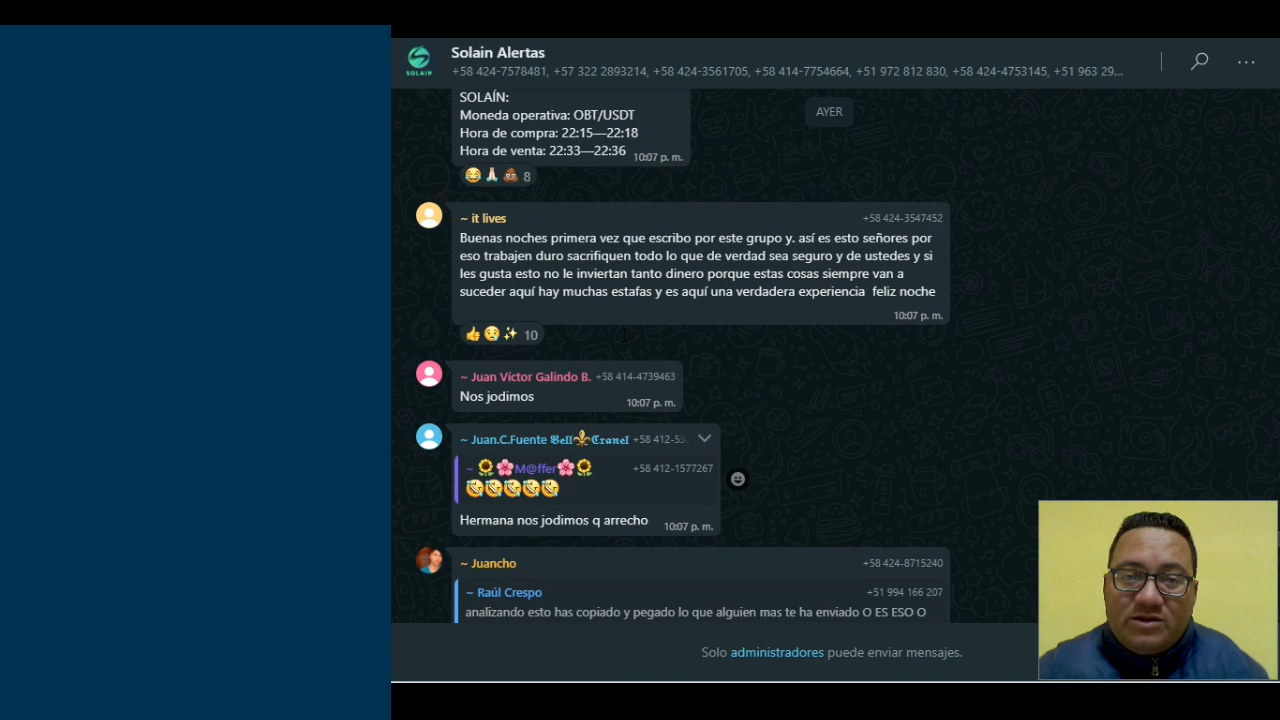 SOLAIN
Solain Alertas
+58 424-7578481, +57 322 2893214, +58 424-3561705, +58 414-7754664, +51 972 812 830, +58 424-4753145, +51 963 29...
AYER
SOLAÍN:
Moneda operativa: OBT/USDT
Hora de compra: 22:15—22:18
Hora de venta: 22:33—22:36
10:07 p. m.
8
~ it lives +58 424-3547452
Buenas noches primera vez que escribo por este grupo y. así es esto señores por
eso trabajen duro sacrifiquen todo lo que de verdad sea seguro y de ustedes y si
les gusta esto no le inviertan tanto dinero porque estas cosas siempre van a
suceder aquí hay muchas estafas y es aquí una verdadera experiencia feliz noche
10:07 p. m.
10
~ Juan Víctor Galindo B. +58 414-4739463
Nos jodimos
10:07 p. m.
~ Juan.C.Fuente 𝕭𝖊𝖑𝖑⚜️𝕮𝖗𝖆𝖓𝖊𝖑 +58 412-53
~ 🌻🌸M@ffer🌸🌻 +58 412-1577267
🤣🤣🤣🤣🤣
Hermana nos jodimos q arrecho
10:07 p. m.
~ Juancho +58 424-8715240
~ Raúl Crespo +51 994 166 207
analizando esto has copiado y pegado lo que alguien mas te ha enviado O ES ESO O
Solo administradores puede enviar mensajes.